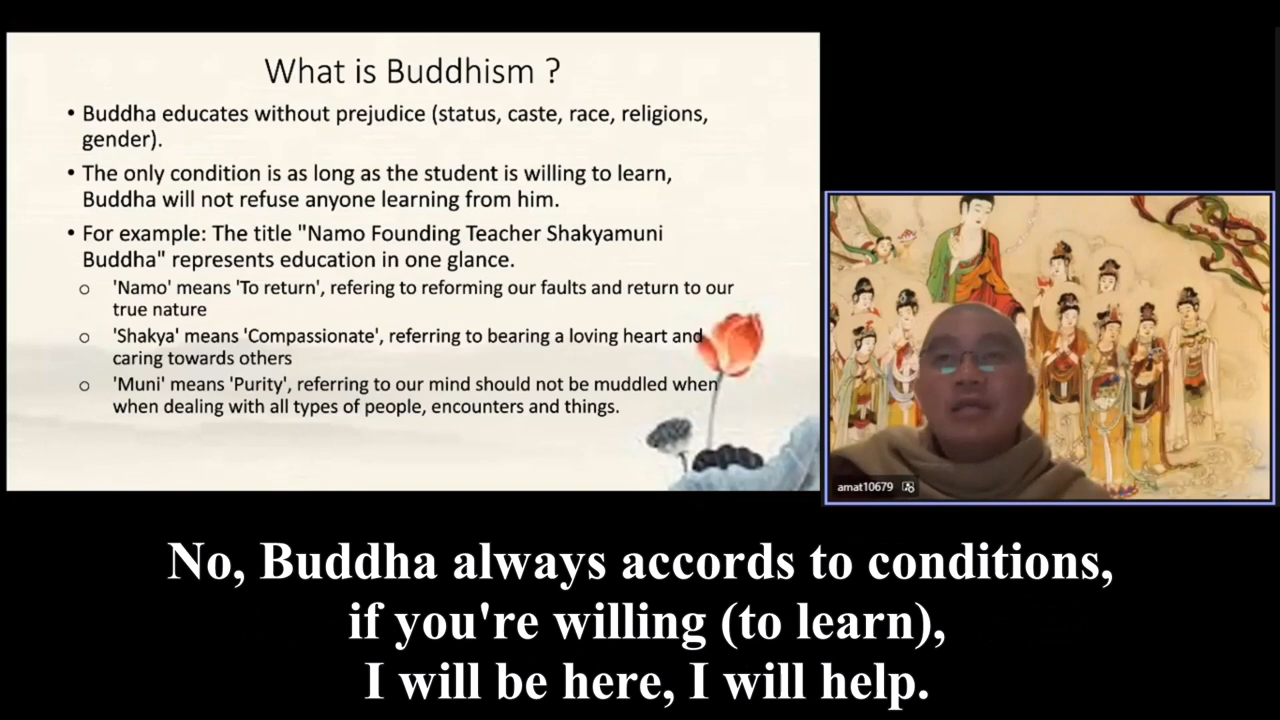 What is Buddhism ?
• Buddha educates without prejudice (status, caste, race, religions,
gender).
• The only condition is as long as the student is willing to learn,
Buddha will not refuse anyone learning from him.
• For example: The title "Namo Founding Teacher Shakyamuni
Buddha" represents education in one glance.
o 'Namo' means 'To return', refering to reforming our faults and return to our
true nature
o 'Shakya' means 'Compassionate', referring to bearing a loving heart and
caring towards others
o 'Muni' means 'Purity', referring to our mind should not be muddled when
when dealing with all types of people, encounters and things.
amat10679
No, Buddha always accords to conditions,
if you're willing (to learn),
I will be here, I will help.